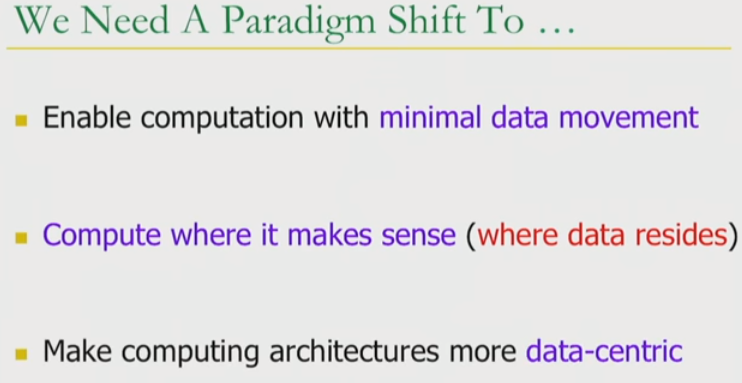 We Need A Paradigm Shift To ...
Enable computation with minimal data movement
Compute where it makes sense (where data resides)
Make computing architectures more data-centric